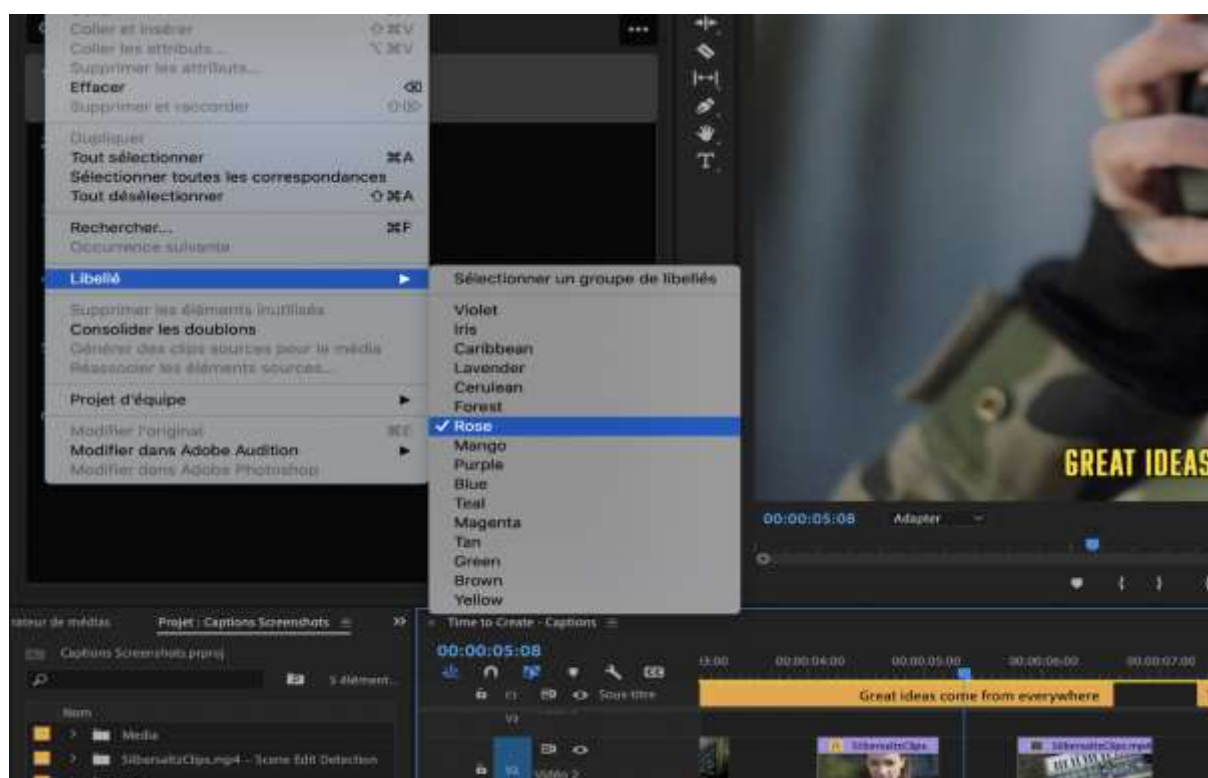 Coller et insérer ⇧⌘V
Coller les attributs... ⌥⌘V
Supprimer les attributs...
Effacer ⌫
Supprimer et raccorder ⇧⌦
Dupliquer
Tout sélectionner ⌘A
Sélectionner toutes les correspondances
Tout désélectionner ⇧⌘A
Rechercher... ⌘F
Occurrence suivante
Libellé
Supprimer les éléments inutilisés
Consolider les doublons
Générer des clips sources pour le média
Réassocier les éléments sources...
Projet d'équipe
Modifier l'original ⌘E
Modifier dans Adobe Audition
Modifier dans Adobe Photoshop
Sélectionner un groupe de libellés
Violet
Iris
Caribbean
Lavender
Cerulean
Forest
✓ Rose
Mango
Purple
Blue
Teal
Magenta
Tan
Green
Brown
Yellow
GREAT IDEAS
00:00:05:08 Adapter
Projet : Captions Screenshots
Captions Screenshots.prproj
5 élément...
Nom
Media
SilbersaltzClips.mp4 - Scene Edit Detection
Time to Create - Captions
00:00:05:08
00:00:04:00 00:00:05:00 00:00:06:00 00:00:07:00
Sous-titre
Great ideas come from everywhere
V3
V2 Vidéo 2
SilbersaltzClips
SilbersaltzClips.mp4